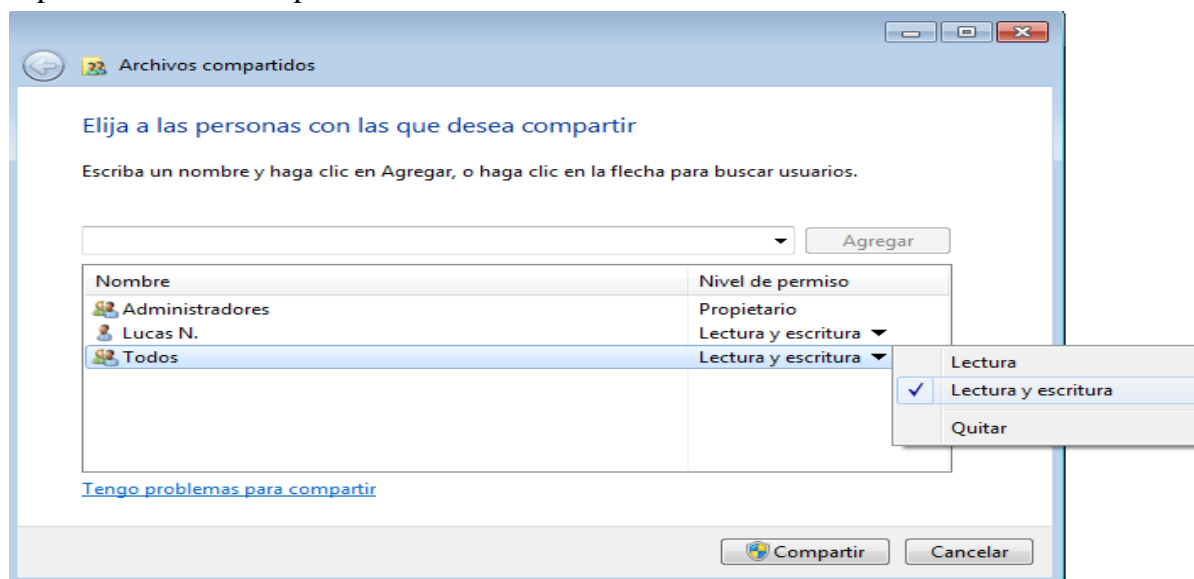 Archivos compartidos
Elija a las personas con las que desea compartir
Escriba un nombre y haga clic en Agregar, o haga clic en la flecha para buscar usuarios.
Agregar
Nombre Nivel de permiso
Administradores Propietario
Lucas N. Lectura y escritura
Todos Lectura y escritura
Lectura
Lectura y escritura
Quitar
Tengo problemas para compartir
Compartir Cancelar